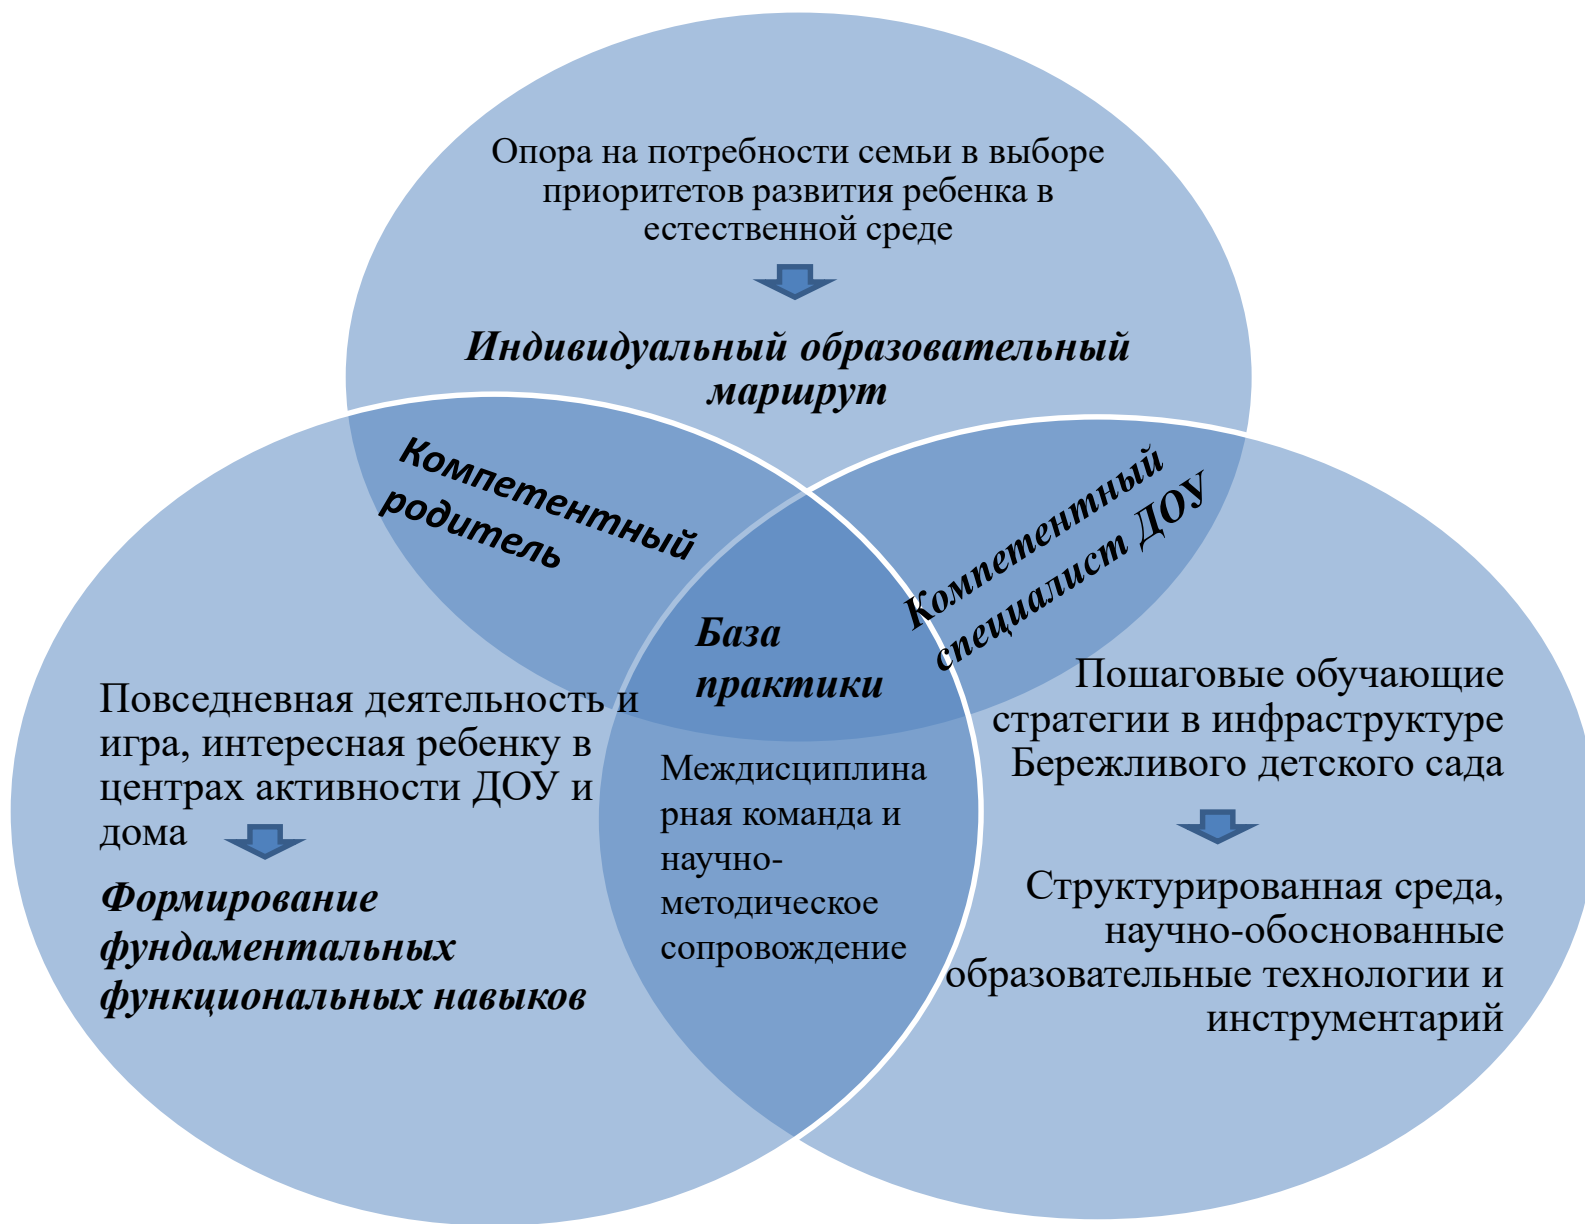 Опора на потребности семьи в выборе
приоритетов развития ребенка в
естественной среде
Индивидуальный образовательный
маршрут
Компетентный
родитель
Компетентный
специалист ДОУ
База
практики
Повседневная деятельность и
игра, интересная ребенку в
центрах активности ДОУ и
дома
Формирование
фундаментальных
функциональных навыков
Междисциплина
рная команда и
научно-
методическое
сопровождение
Пошаговые обучающие
стратегии в инфраструктуре
Бережливого детского сада
Структурированная среда,
научно-обоснованные
образовательные технологии и
инструментарий